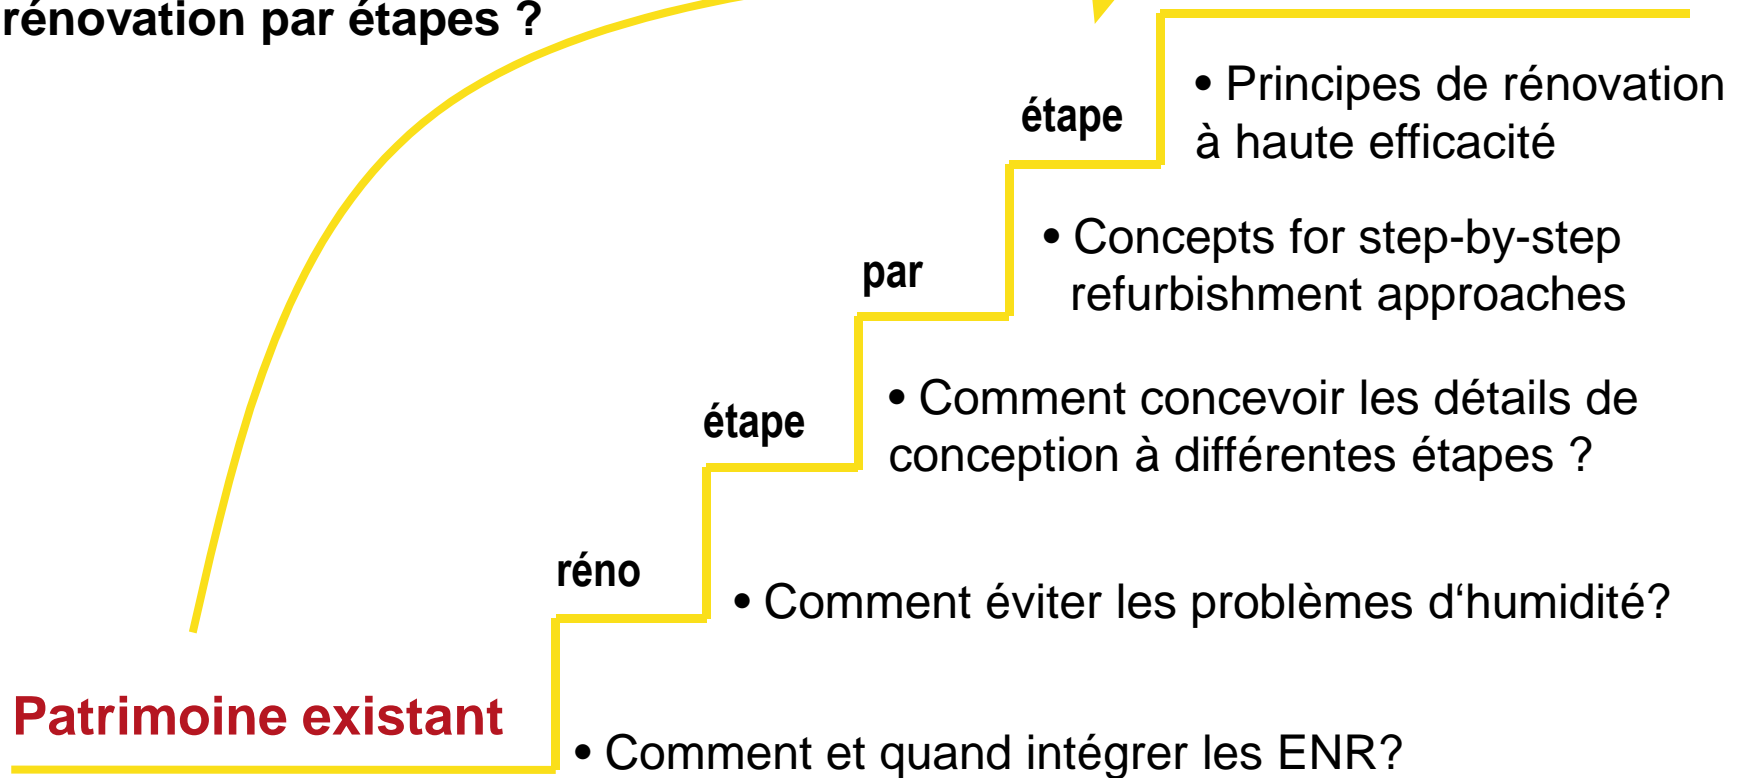 rénovation par étapes ?
étape
• Principes de rénovation
à haute efficacité
par
• Concepts for step-by-step
refurbishment approaches
étape
• Comment concevoir les détails de
conception à différentes étapes ?
réno
• Comment éviter les problèmes d‘humidité?
Patrimoine existant
• Comment et quand intégrer les ENR?